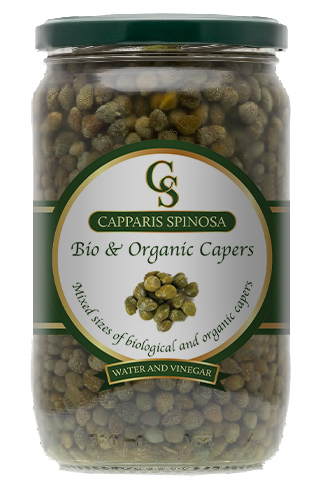 CS
CAPPARIS SPINOSA
Bio & Organic Capers
Mixed sizes of biological and organic capers
WATER AND VINEGAR